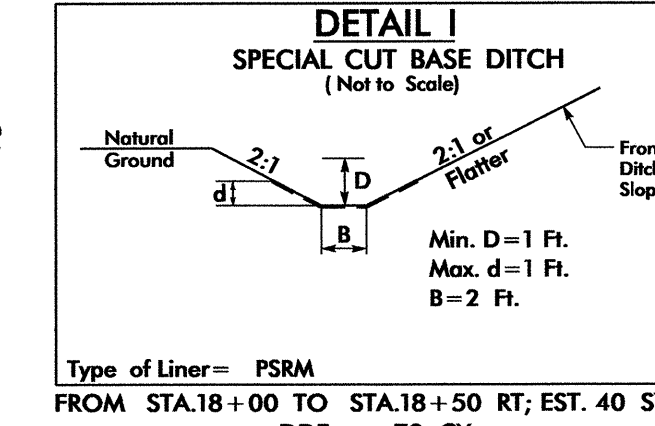 DETAIL I
SPECIAL CUT BASE DITCH
( Not to Scale)
Natural
Ground
2:1
2:1 or
Flatter
D
d
B
Min. D=1 Ft.
Max. d=1 Ft.
B=2 Ft.
Type of Liner= PSRM
FROM STA.18+00 TO STA.18+50 RT; EST. 40